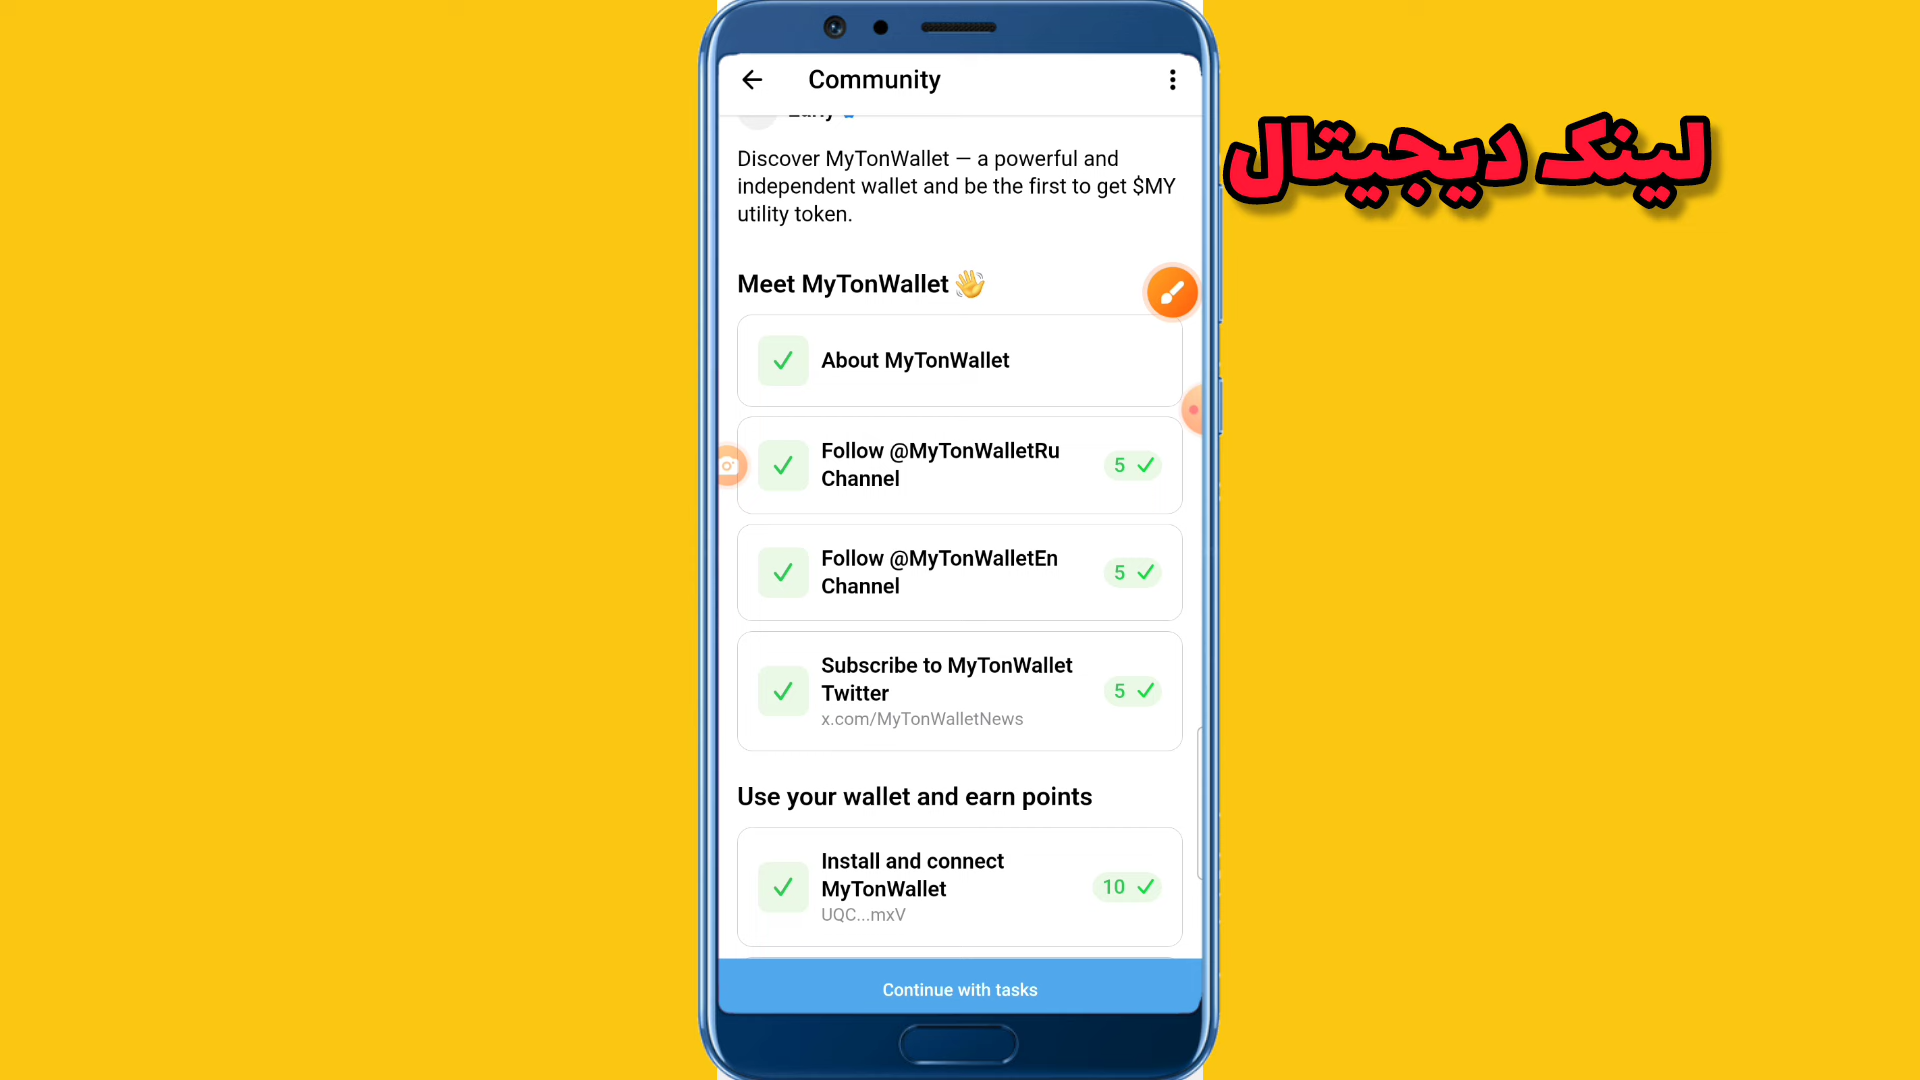 Community
لینک دیجیتال
Discover MyTonWallet — a powerful and
independent wallet and be the first to get $MY
utility token.
Meet MyTonWallet 👋
About MyTonWallet
Follow @MyTonWalletRu
Channel
5
Follow @MyTonWalletEn
Channel
5
Subscribe to MyTonWallet
Twitter
x.com/MyTonWalletNews
5
Use your wallet and earn points
Install and connect
MyTonWallet
UQC...mxV
10
Continue with tasks